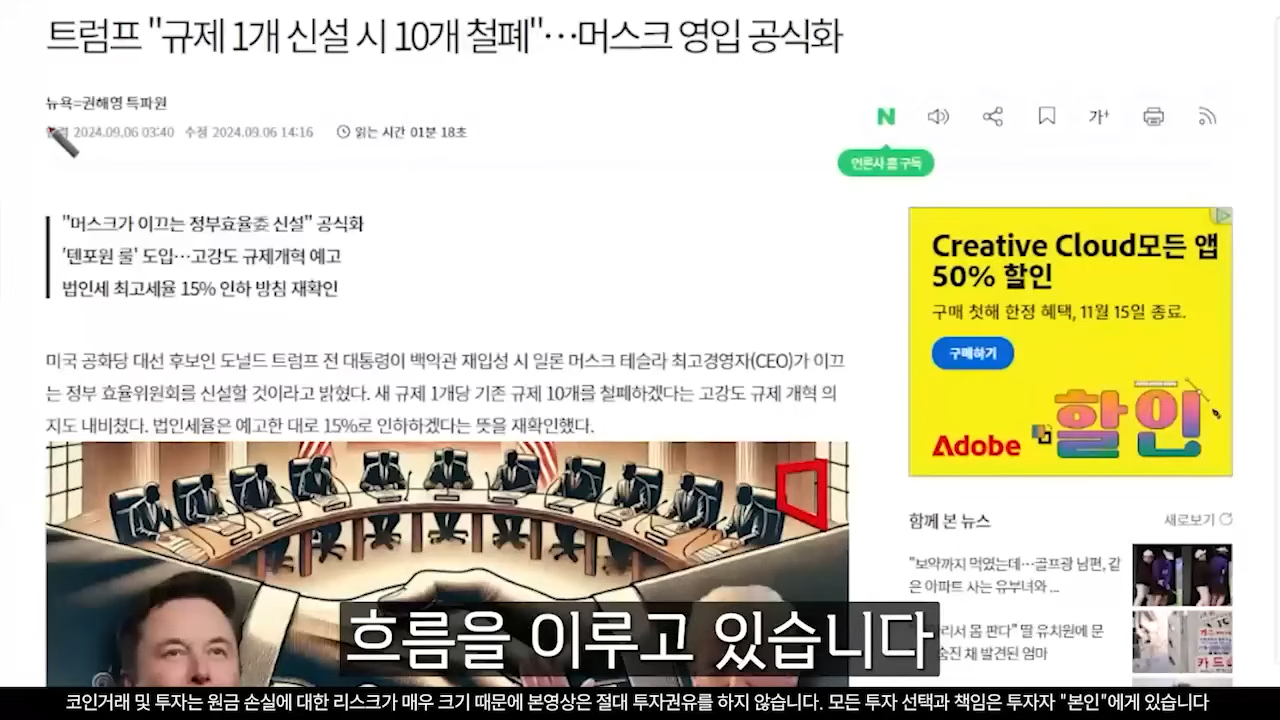 트럼프 "규제 1개 신설 시 10개 철폐"…머스크 영입 공식화
뉴욕=권해영 특파원
2024.09.06 03:40 수정 2024.09.06 14:16 읽는 시간 01분 18초
N
가+
언론사 홈 구독
"머스크가 이끄는 정부효율委 신설" 공식화
'텐포원 룰' 도입…고강도 규제개혁 예고
법인세 최고세율 15% 인하 방침 재확인
미국 공화당 대선 후보인 도널드 트럼프 전 대통령이 백악관 재입성 시 일론 머스크 테슬라 최고경영자(CEO)가 이끄
는 정부 효율위원회를 신설할 것이라고 밝혔다. 새 규제 1개당 기존 규제 10개를 철폐하겠다는 고강도 규제 개혁 의
지도 내비쳤다. 법인세율은 예고한 대로 15%로 인하하겠다는 뜻을 재확인했다.
Creative Cloud모든 앱
50% 할인
구매 첫해 한정 혜택, 11월 15일 종료.
구매하기
할인
Adobe
함께 본 뉴스
새로보기
"보약까지 먹였는데…골프광 남편, 같
은 아파트 사는 유부녀와 ...
서 몸 판다" 딸 유치원에 문
숨진 채 발견된 엄마
흐름을 이루고 있습니다
코인거래 및 투자는 원금 손실에 대한 리스크가 매우 크기 때문에 본영상은 절대 투자권유를 하지 않습니다. 모든 투자 선택과 책임은 투자자 "본인"에게 있습니다